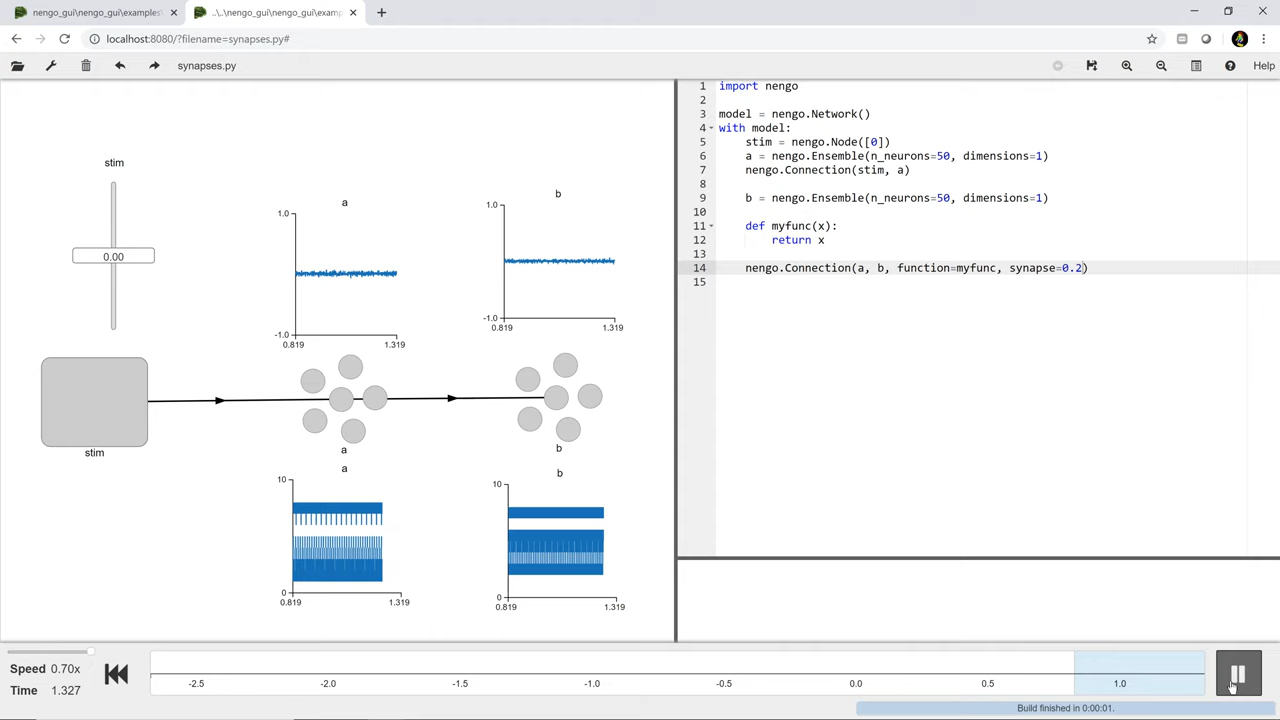 nengo_gui\nengo_gui\examples\
..\..\nengo_gui\nengo_gui\exam
localhost:8080/?filename=synapses.py#
synapses.py
Help
1 import nengo
2
3 model = nengo.Network()
4 with model:
5 stim = nengo.Node([0])
6 a = nengo.Ensemble(n_neurons=50, dimensions=1)
7 nengo.Connection(stim, a)
8
9 b = nengo.Ensemble(n_neurons=50, dimensions=1)
10
11 def myfunc(x):
12 return x
13
14 nengo.Connection(a, b, function=myfunc, synapse=0.2)
15
stim
0.00
a
1.0
-1.0
0.819 1.319
b
1.0
-1.0
0.819 1.319
stim
a
b
a
10
0
0.819 1.319
b
10
0
0.819 1.319
Speed 0.70x
Time 1.327
-2.5 -2.0 -1.5 -1.0 -0.5 0.0 0.5 1.0
Build finished in 0:00:01.